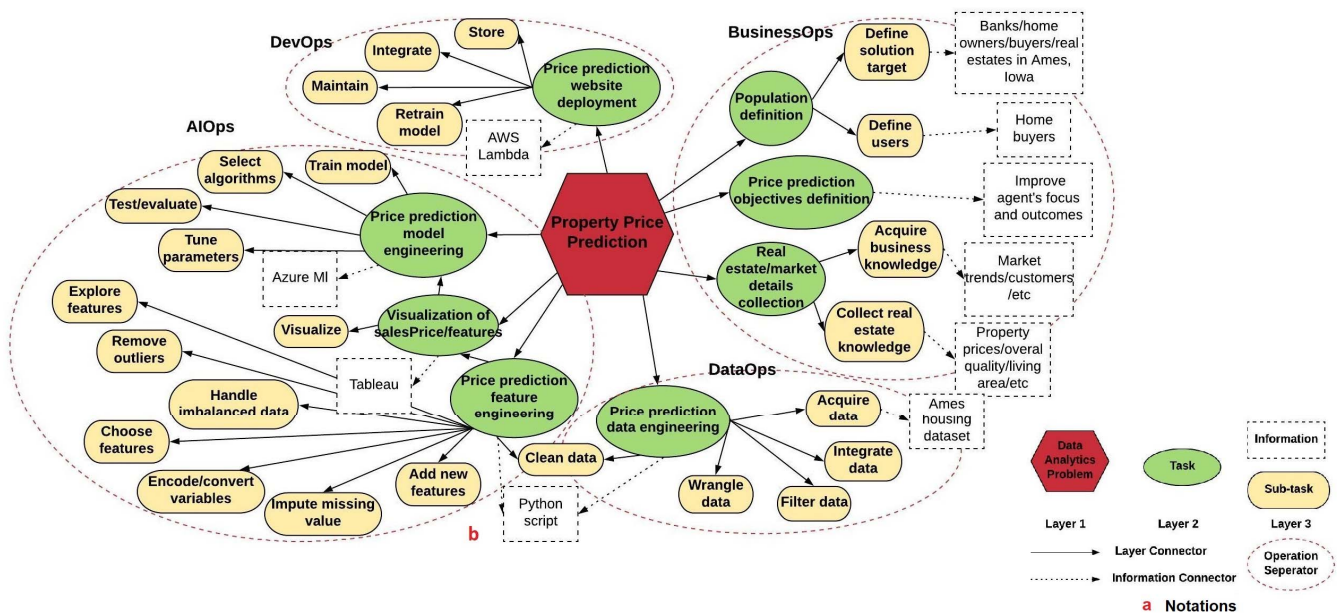 DevOps
Store
Integrate
Maintain
Retrain
model
Price prediction
website
deployment
AWS
Lambda
BusinessOps
Define
solution
target
Banks/home
owners/buyers/real
estates in Ames,
Iowa
Population
definition
Define
users
Home
buyers
Price prediction
objectives definition
Improve
agent's focus
and outcomes
Real
estate/market
details
collection
Acquire
business
knowledge
Market
trends/customers
/etc
Collect real
estate
knowledge
Property
prices/overal
quality/living
area/etc
Property Price
Prediction
AIOps
Train model
Select
algorithms
Test/evaluate
Tune
parameters
Price prediction
model
engineering
Azure Ml
Visualization of
salesPrice/features
Visualize
Tableau
Explore
features
Remove
outliers
Handle
imbalanced data
Choose
features
Encode/convert
variables
Impute missing
value
Add new
features
Price prediction
feature
engineering
Clean data
Python
script
DataOps
Price prediction
data engineering
Acquire
data
Ames
housing
dataset
Integrate
data
Filter data
Wrangle
data
b
Data
Analytics
Problem
Task
Information
Sub-task
Layer 1
Layer 2
Layer 3
Layer Connector
Information Connector
Operation
Seperator
a Notations